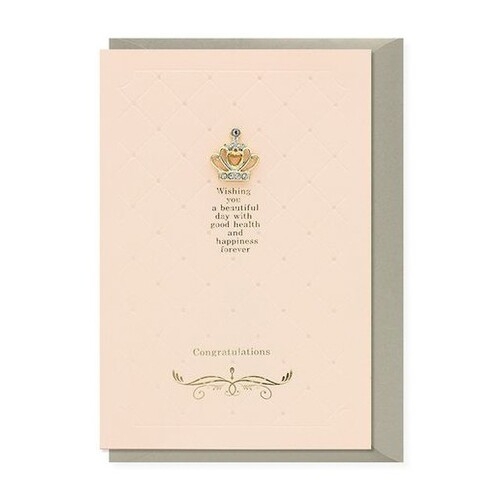 Wishing
you
a beautiful
day with
good health
and
happiness
forever
Congratulations